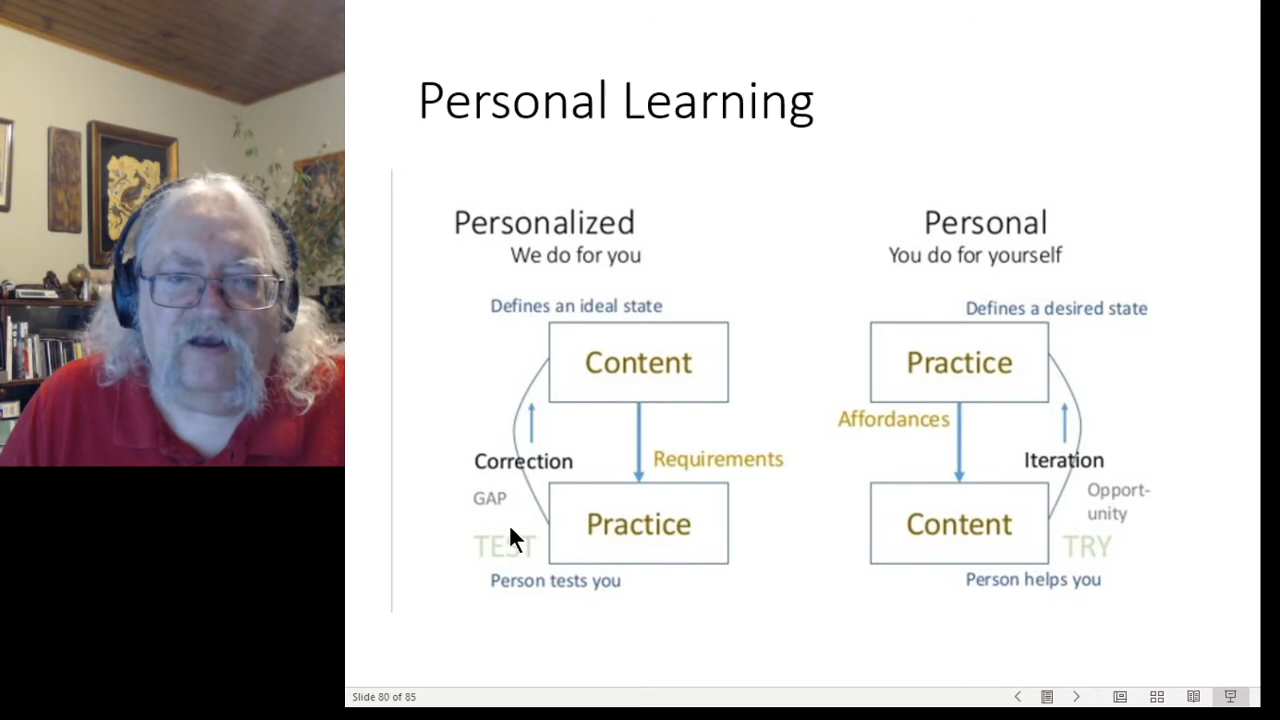 Personal Learning
Personalized
We do for you
Defines an ideal state
Content
Correction
Requirements
GAP
Practice
TEST
Person tests you
Personal
You do for yourself
Defines a desired state
Practice
Affordances
Iteration
Opport-
unity
Content
TRY
Person helps you
Slide 80 of 85